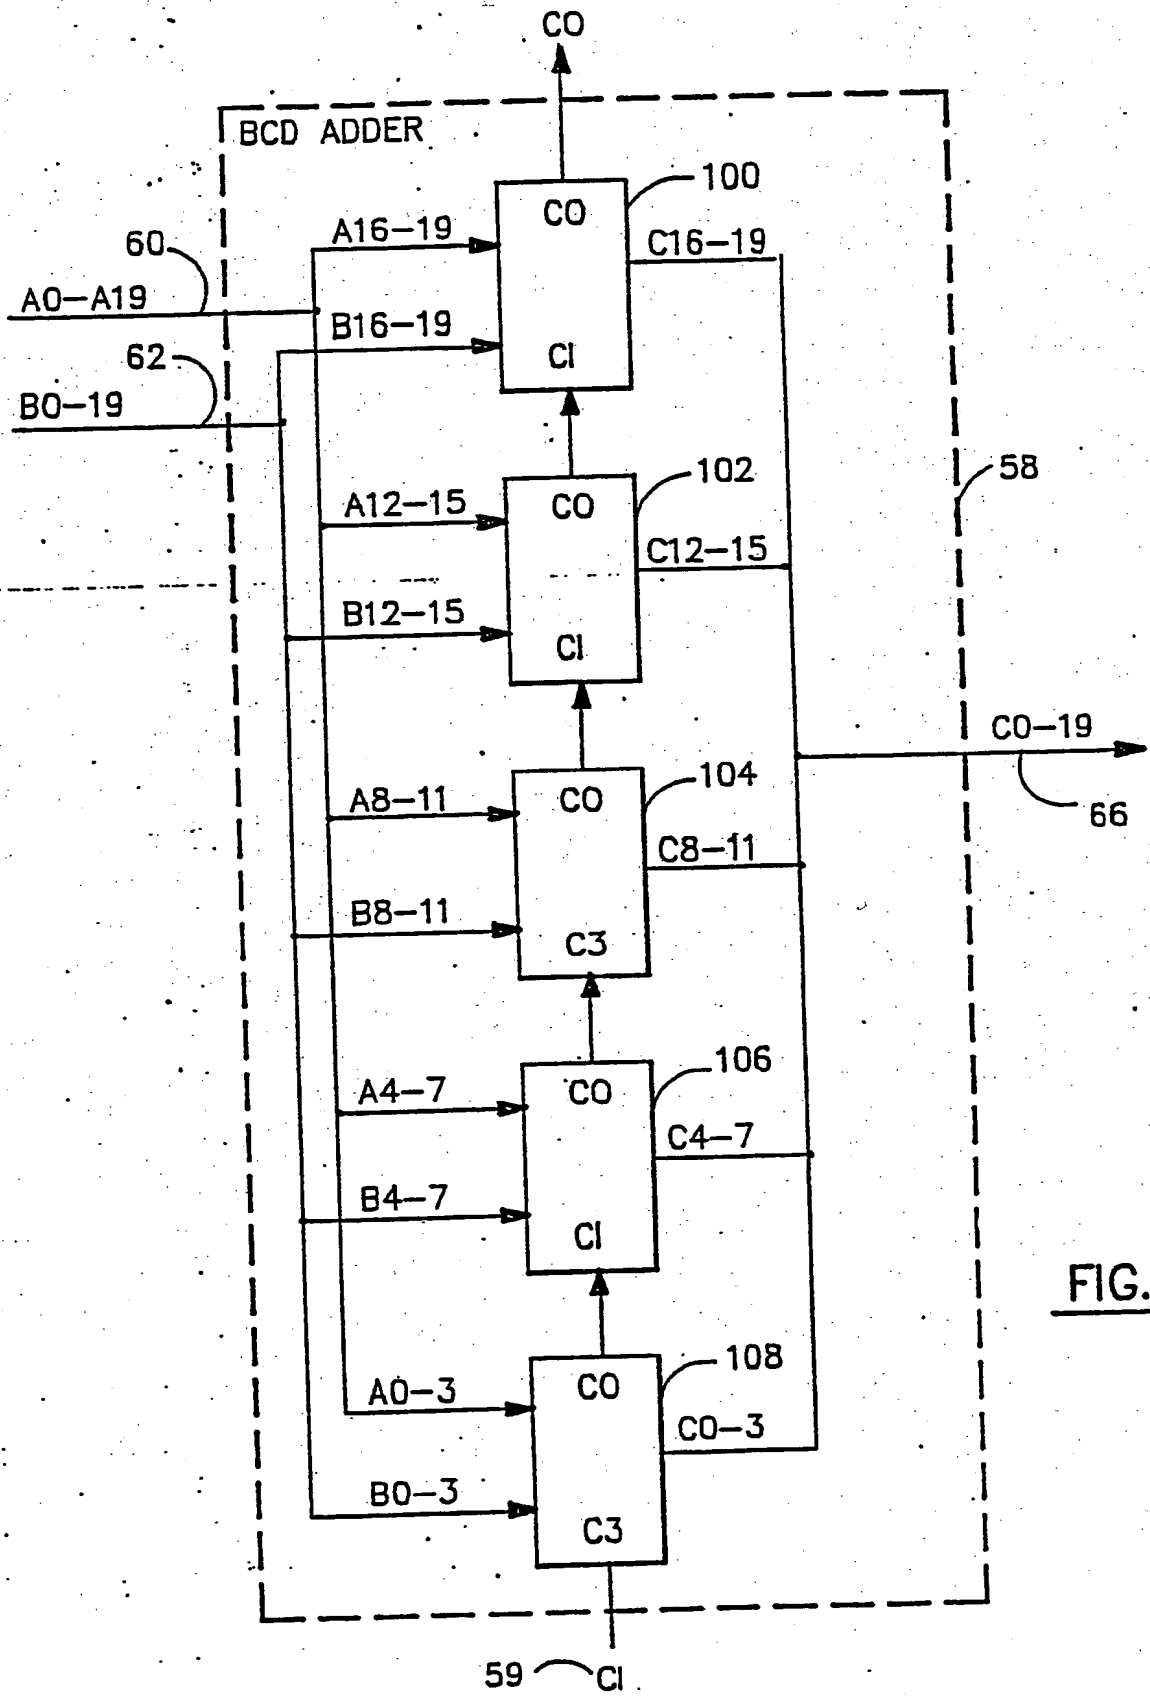 CO
BCD ADDER
100
A16-19
CO
C16-19
60
A0-A19
B16-19
62
CI
B0-19
102
58
A12-15
CO
C12-15
B12-15
CI
C0-19
104
A8-11
CO
66
C8-11
B8-11
C3
106
A4-7
CO
C4-7
B4-7
CI
FIG.
108
A0-3
CO
C0-3
B0-3
C3
59
CI